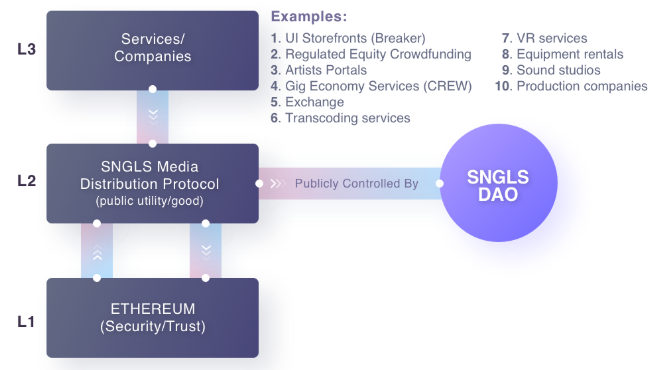 Examples:
L3
Services/
Companies
1. UI Storefronts (Breaker)
2. Regulated Equity Crowdfunding
3. Artists Portals
4. Gig Economy Services (CREW)
5. Exchange
6. Transcoding services
7. VR services
8. Equipment rentals
9. Sound studios
10. Production companies
L2
SNGLS Media
Distribution Protocol
(public utility/good)
Publicly Controlled By
SNGLS
DAO
L1
ETHEREUM
(Security/Trust)